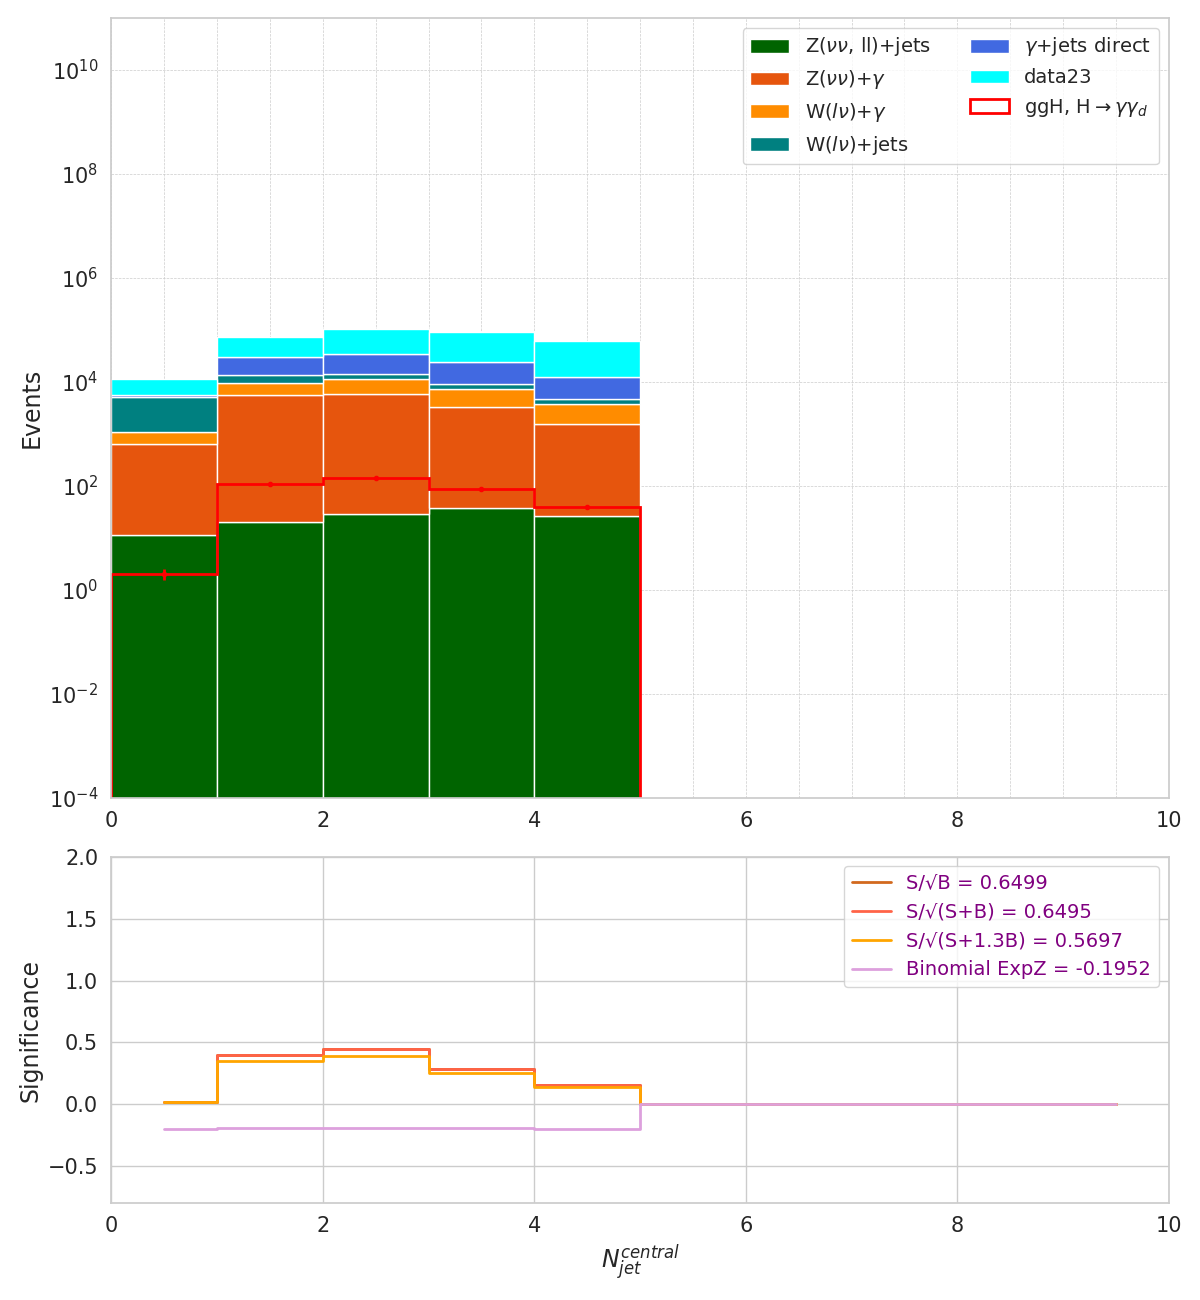 Z(νν, ll)+jets
Z(νν)+γ
W(lν)+γ
W(lν)+jets
γ+jets direct
data23
ggH, H→γγ_d
Events
10^10
10^8
10^6
10^4
10^2
10^0
10^−2
10^−4
0 2 4 6 8 10
S/√B = 0.6499
S/√(S+B) = 0.6495
S/√(S+1.3B) = 0.5697
Binomial ExpZ = -0.1952
Significance
2.0
1.5
1.0
0.5
0.0
−0.5
0 2 4 6 8 10
N_jet^central